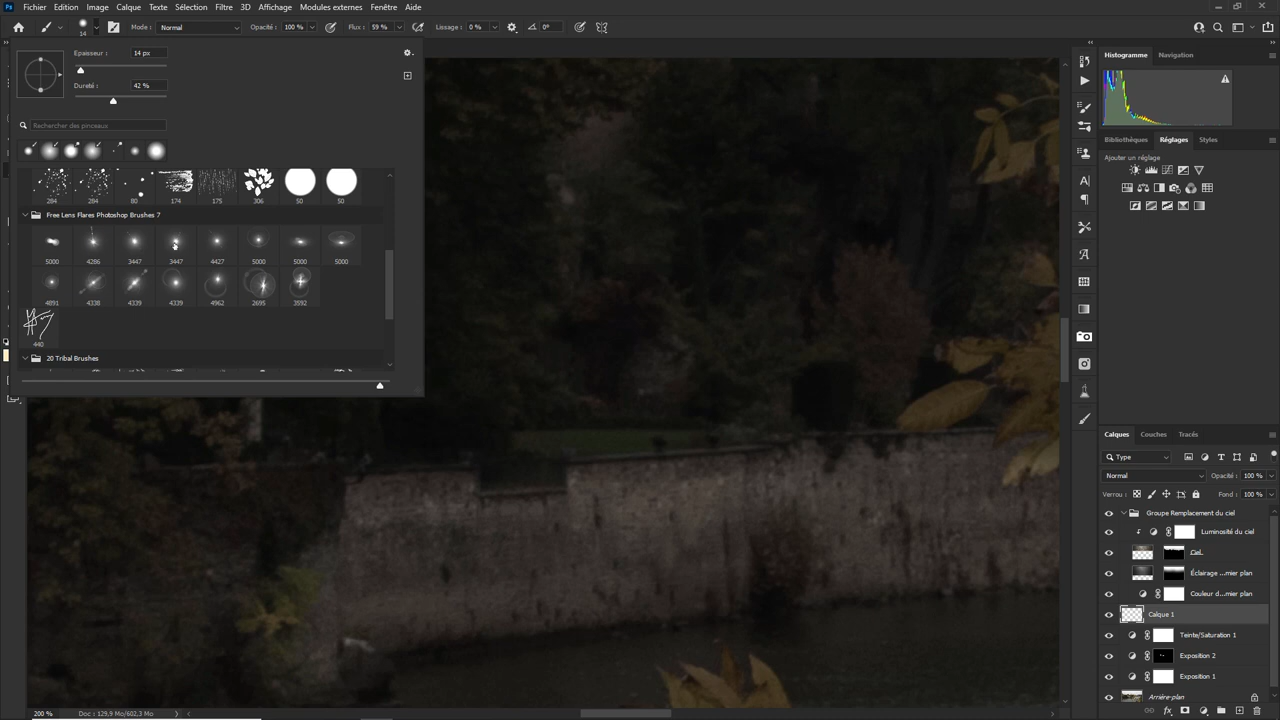 Ps Fichier Edition Image Calque Texte Sélection Filtre 3D Affichage Modules externes Fenêtre Aide
14 Mode : Normal Opacité : 100 % Flux : 59 % Lissage : 0 % 0°
Epaisseur : 14 px
Dureté : 42 %
Rechercher des pinceaux
284 284 80 174 175 306 50 50
Free Lens Flares Photoshop Brushes 7
5000 4286 3447 3447 4427 5000 5000 5000
4891 4338 4339 4339 4962 2695 3592
440
20 Tribal Brushes
Histogramme Navigation
Bibliothèques Réglages Styles
Ajouter un réglage
Calques Couches Tracés
Type
Normal Opacité : 100 %
Verrou : Fond : 100 %
Groupe Remplacement du ciel
Luminosité du ciel
Ciel
Éclairage ...mier plan
Couleur d...mier plan
Calque 1
Teinte/Saturation 1
Exposition 2
Exposition 1
Arrière-plan
200 % Doc : 129,9 Mo/602,3 Mo